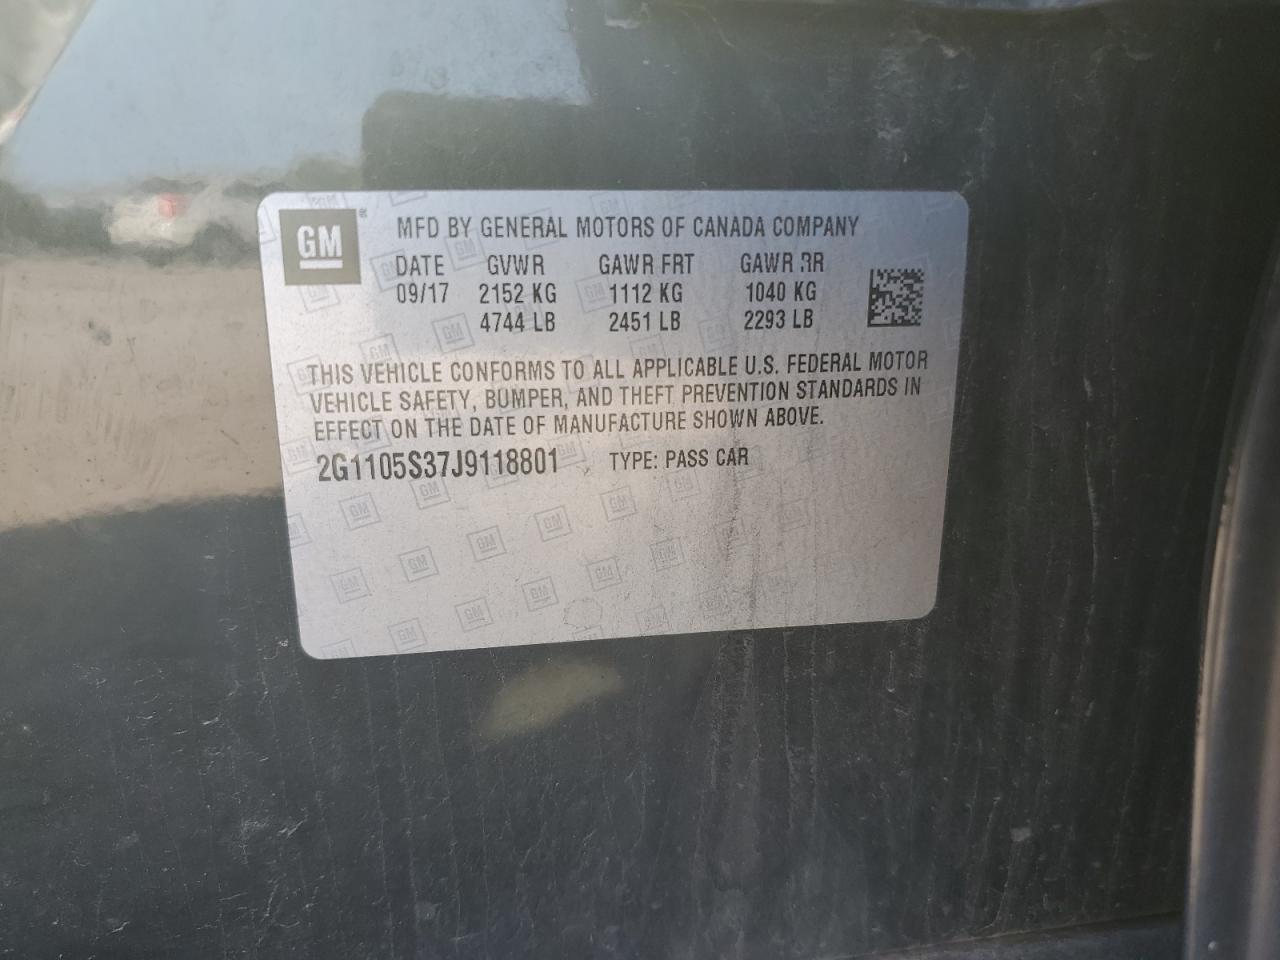 GM
MFD BY GENERAL MOTORS OF CANADA COMPANY
DATE GVWR GAWR FRT GAWR RR
09/17 2152 KG 1112 KG 1040 KG
4744 LB 2451 LB 2293 LB
THIS VEHICLE CONFORMS TO ALL APPLICABLE U.S. FEDERAL MOTOR
VEHICLE SAFETY, BUMPER, AND THEFT PREVENTION STANDARDS IN
EFFECT ON THE DATE OF MANUFACTURE SHOWN ABOVE.
2G1105S37J9118801 TYPE: PASS CAR